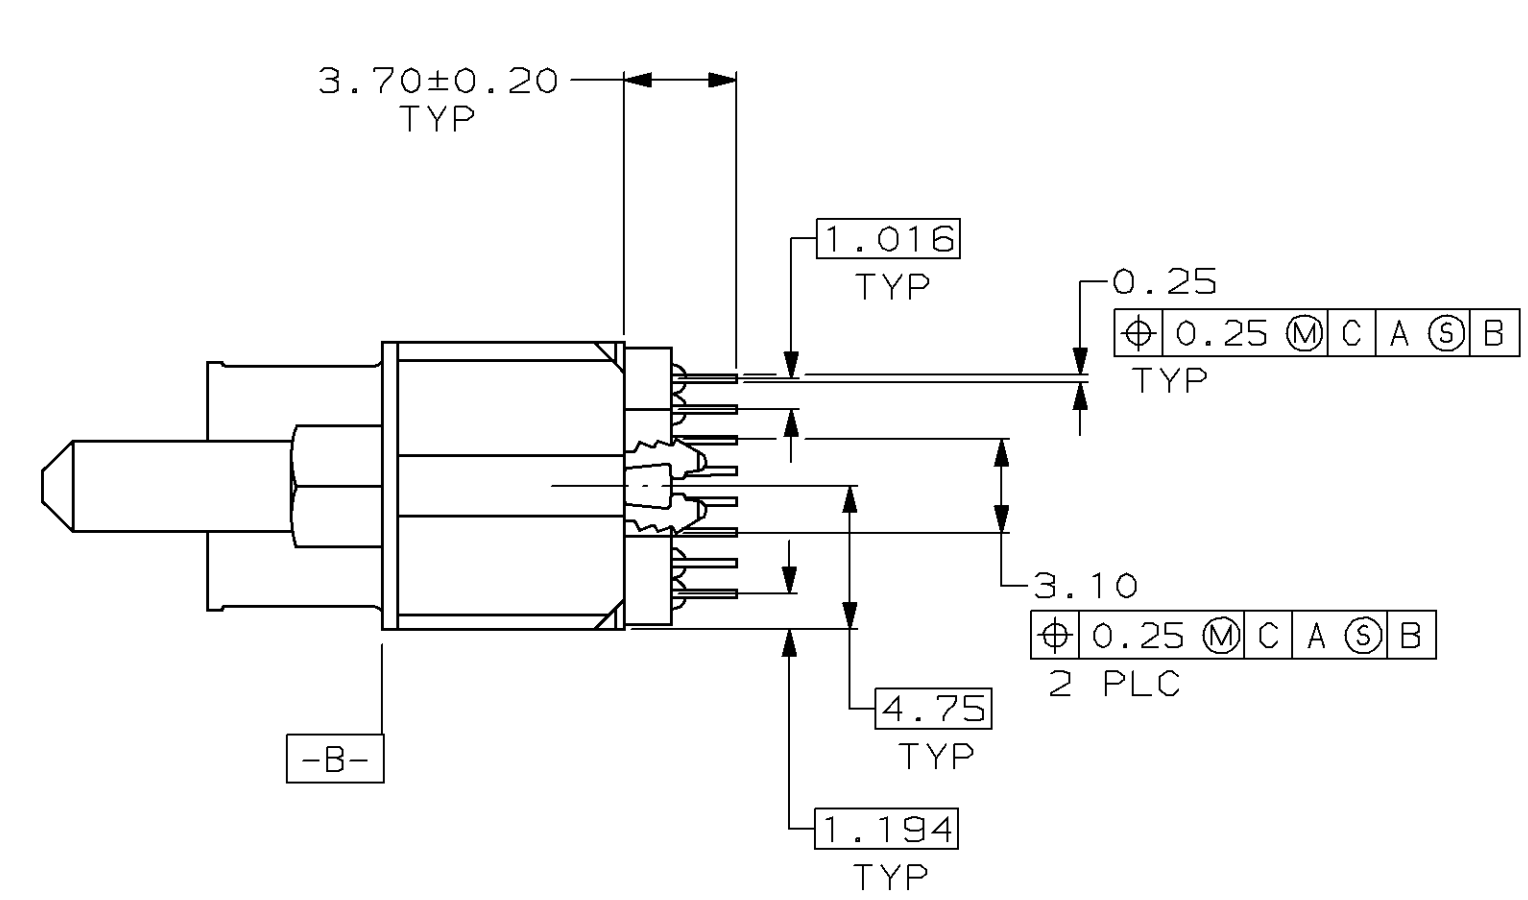 3.70±0.20
TYP
1.016
TYP
0.25
⌖ 0.25 Ⓜ C A Ⓢ B
TYP
3.10
⌖ 0.25 Ⓜ C A Ⓢ B
2 PLC
4.75
TYP
-B-
1.194
TYP